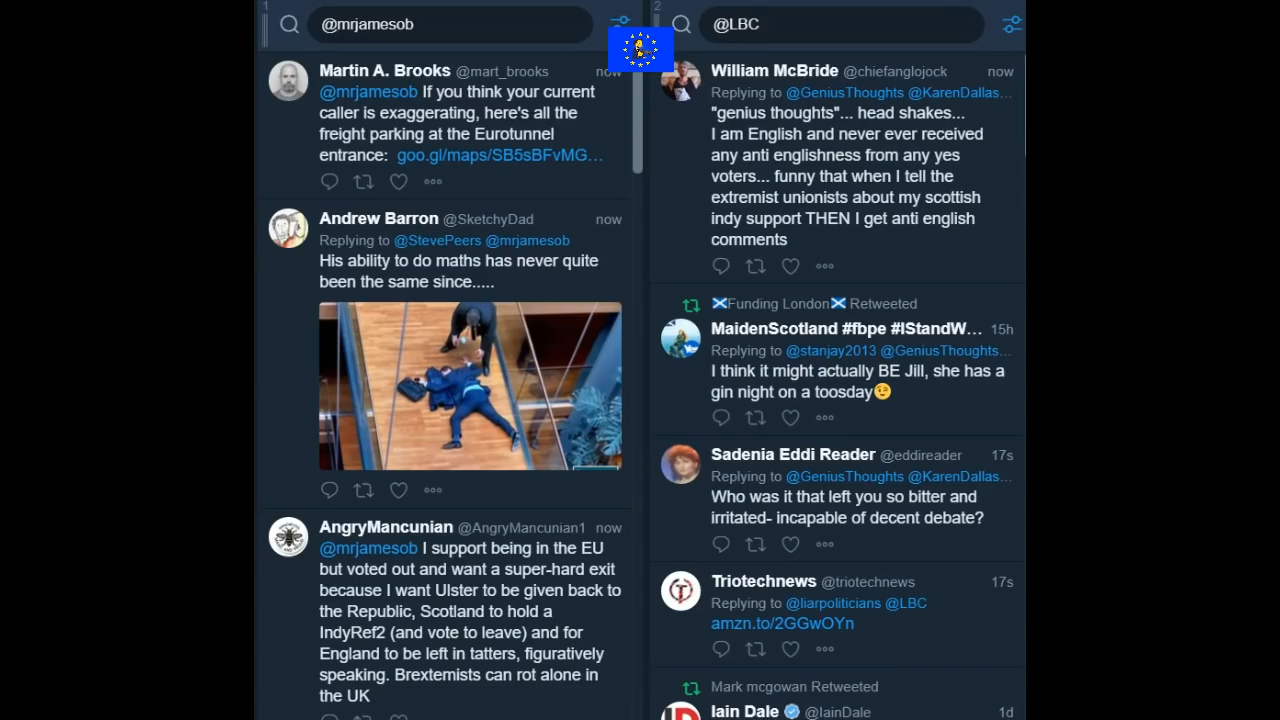 1
@mrjamesob
Martin A. Brooks @mart_brooks now
@mrjamesob If you think your current
caller is exaggerating, here's all the
freight parking at the Eurotunnel
entrance: goo.gl/maps/SB5sBFvMG…
Andrew Barron @SketchyDad now
Replying to @StevePeers @mrjamesob
His ability to do maths has never quite
been the same since.....
AngryMancunian @AngryMancunian1 now
@mrjamesob I support being in the EU
but voted out and want a super-hard exit
because I want Ulster to be given back to
the Republic, Scotland to hold a
IndyRef2 (and vote to leave) and for
England to be left in tatters, figuratively
speaking. Brextemists can rot alone in
the UK
2
@LBC
William McBride @chiefanglojock now
Replying to @GeniusThoughts @KarenDallas…
"genius thoughts"... head shakes...
I am English and never ever received
any anti englishness from any yes
voters... funny that when I tell the
extremist unionists about my scottish
indy support THEN I get anti english
comments
Funding London Retweeted
MaidenScotland #fbpe #IStandW… 15h
Replying to @stanjay2013 @GeniusThoughts…
I think it might actually BE Jill, she has a
gin night on a toosday😉
Sadenia Eddi Reader @eddireader 17s
Replying to @GeniusThoughts @KarenDallas…
Who was it that left you so bitter and
irritated- incapable of decent debate?
Triotechnews @triotechnews 17s
Replying to @liarpoliticians @LBC
amzn.to/2GGwOYn
Mark mcgowan Retweeted
Iain Dale @IainDale 1d